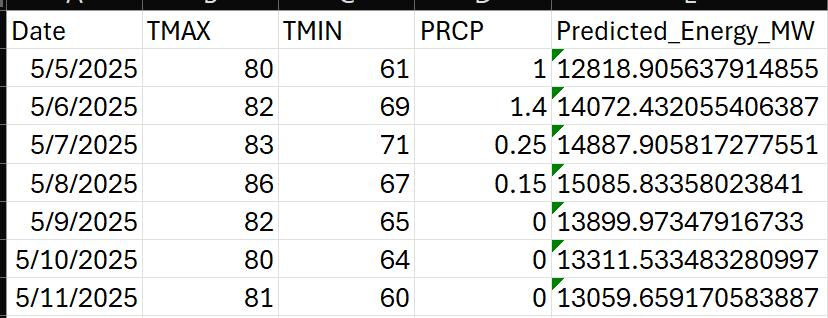 Date TMAX TMIN PRCP Predicted_Energy_MW
5/5/2025 80 61 1 12818.905637914855
5/6/2025 82 69 1.4 14072.432055406387
5/7/2025 83 71 0.25 14887.905817277551
5/8/2025 86 67 0.15 15085.83358023841
5/9/2025 82 65 0 13899.97347916733
5/10/2025 80 64 0 13311.533483280997
5/11/2025 81 60 0 13059.659170583887